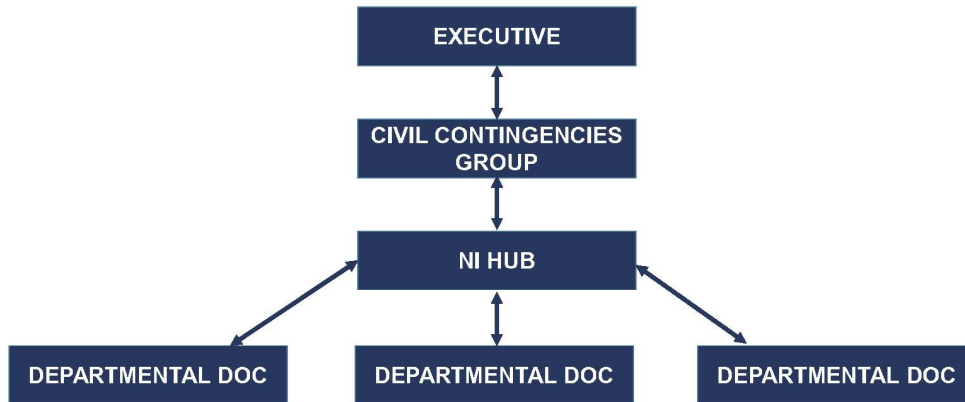 EXECUTIVE
CIVIL CONTINGENCIES
GROUP
NI HUB
DEPARTMENTAL DOC
DEPARTMENTAL DOC
DEPARTMENTAL DOC